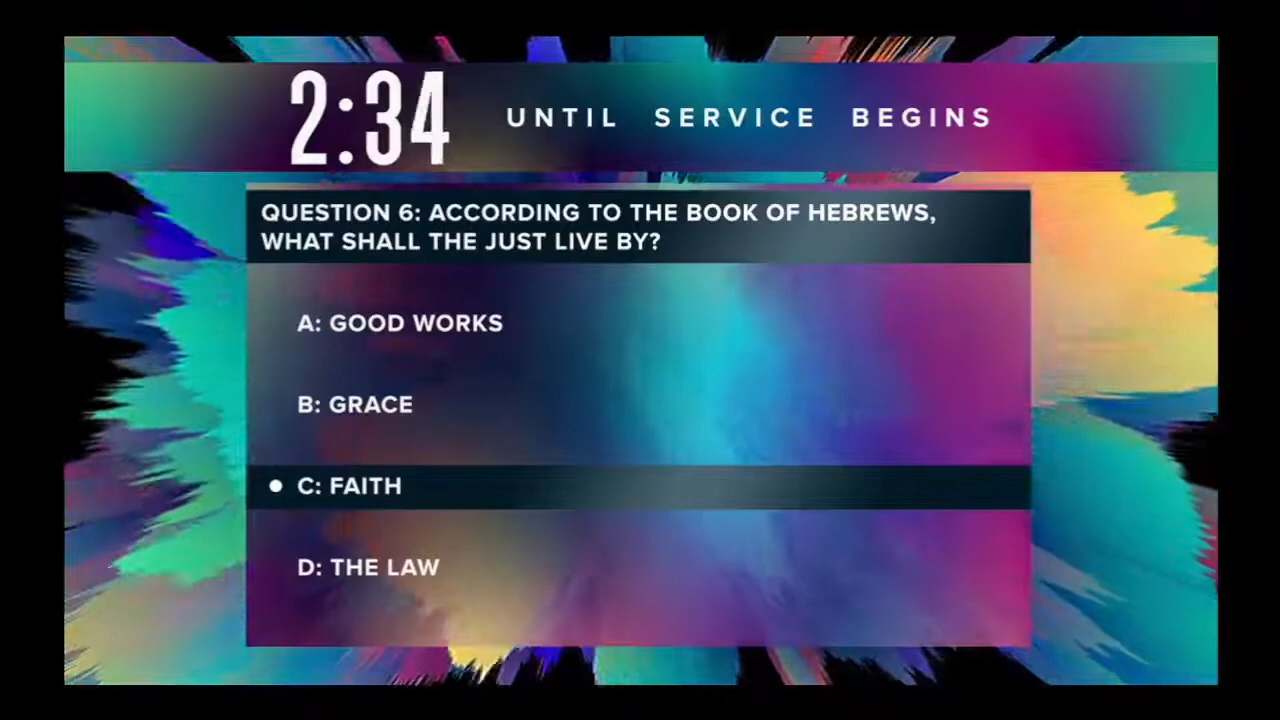 2:34 UNTIL SERVICE BEGINS
QUESTION 6: ACCORDING TO THE BOOK OF HEBREWS,
WHAT SHALL THE JUST LIVE BY?
A: GOOD WORKS
B: GRACE
C: FAITH
D: THE LAW